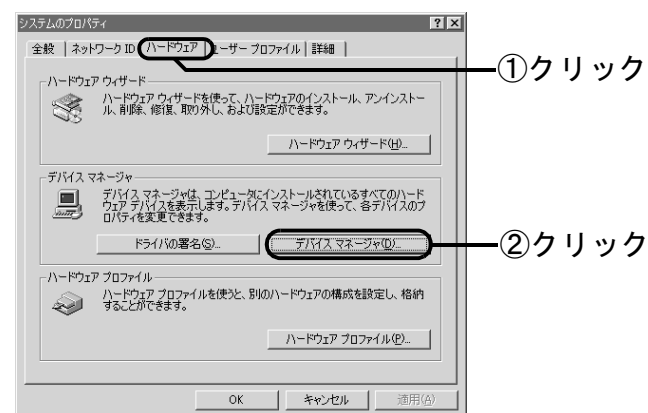 システムのプロパティ
全般 ネットワーク ID ハードウェア ユーザー プロファイル 詳細
①クリック
ハードウェア ウィザード
ハードウェア ウィザードを使って、ハードウェアのインストール、アンインストー
ル、削除、修復、取り外し、および設定ができます。
ハードウェア ウィザード(H)...
デバイス マネージャ
デバイス マネージャは、コンピュータにインストールされているすべてのハード
ウェア デバイスを表示します。デバイス マネージャを使って、各デバイスのプ
ロパティを変更できます。
ドライバの署名(S)...
デバイス マネージャ(D)...
②クリック
ハードウェア プロファイル
ハードウェア プロファイルを使うと、別のハードウェアの構成を設定し、格納
することができます。
ハードウェア プロファイル(P)...
OK キャンセル 適用(A)